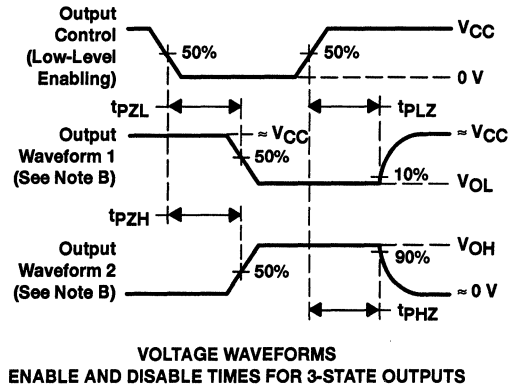 Output
Control
(Low-Level
Enabling)
50%
50%
VCC
0 V
tPZL
tPLZ
Output
Waveform 1
(See Note B)
≈ VCC
50%
≈ VCC
10%
VOL
tPZH
Output
Waveform 2
(See Note B)
50%
VOH
90%
≈ 0 V
tPHZ
VOLTAGE WAVEFORMS
ENABLE AND DISABLE TIMES FOR 3-STATE OUTPUTS